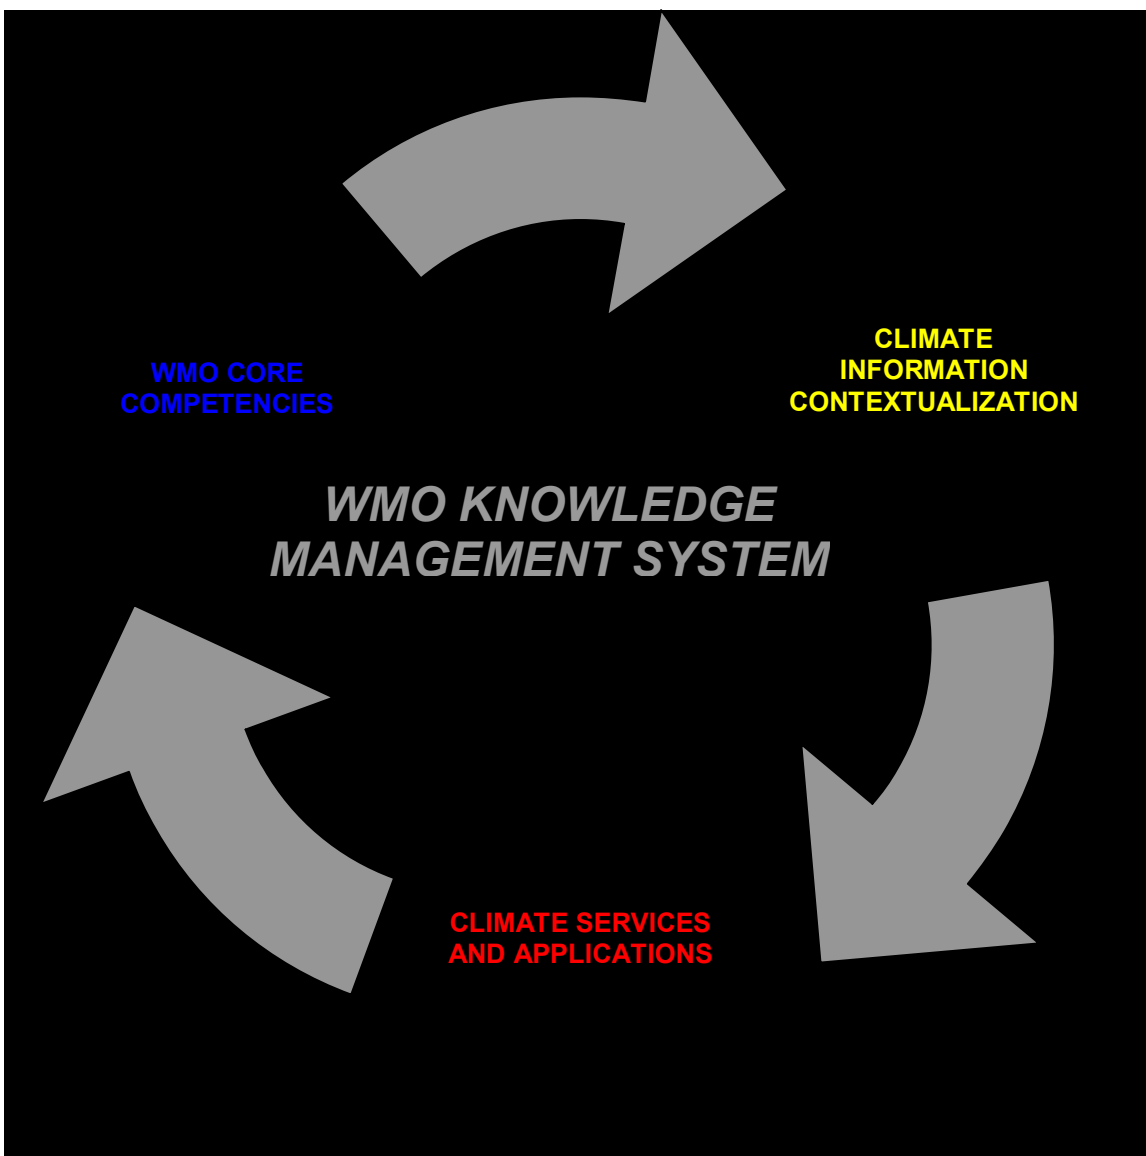 WMO CORE
COMPETENCIES
CLIMATE
INFORMATION
CONTEXTUALIZATION
WMO KNOWLEDGE
MANAGEMENT SYSTEM
CLIMATE SERVICES
AND APPLICATIONS